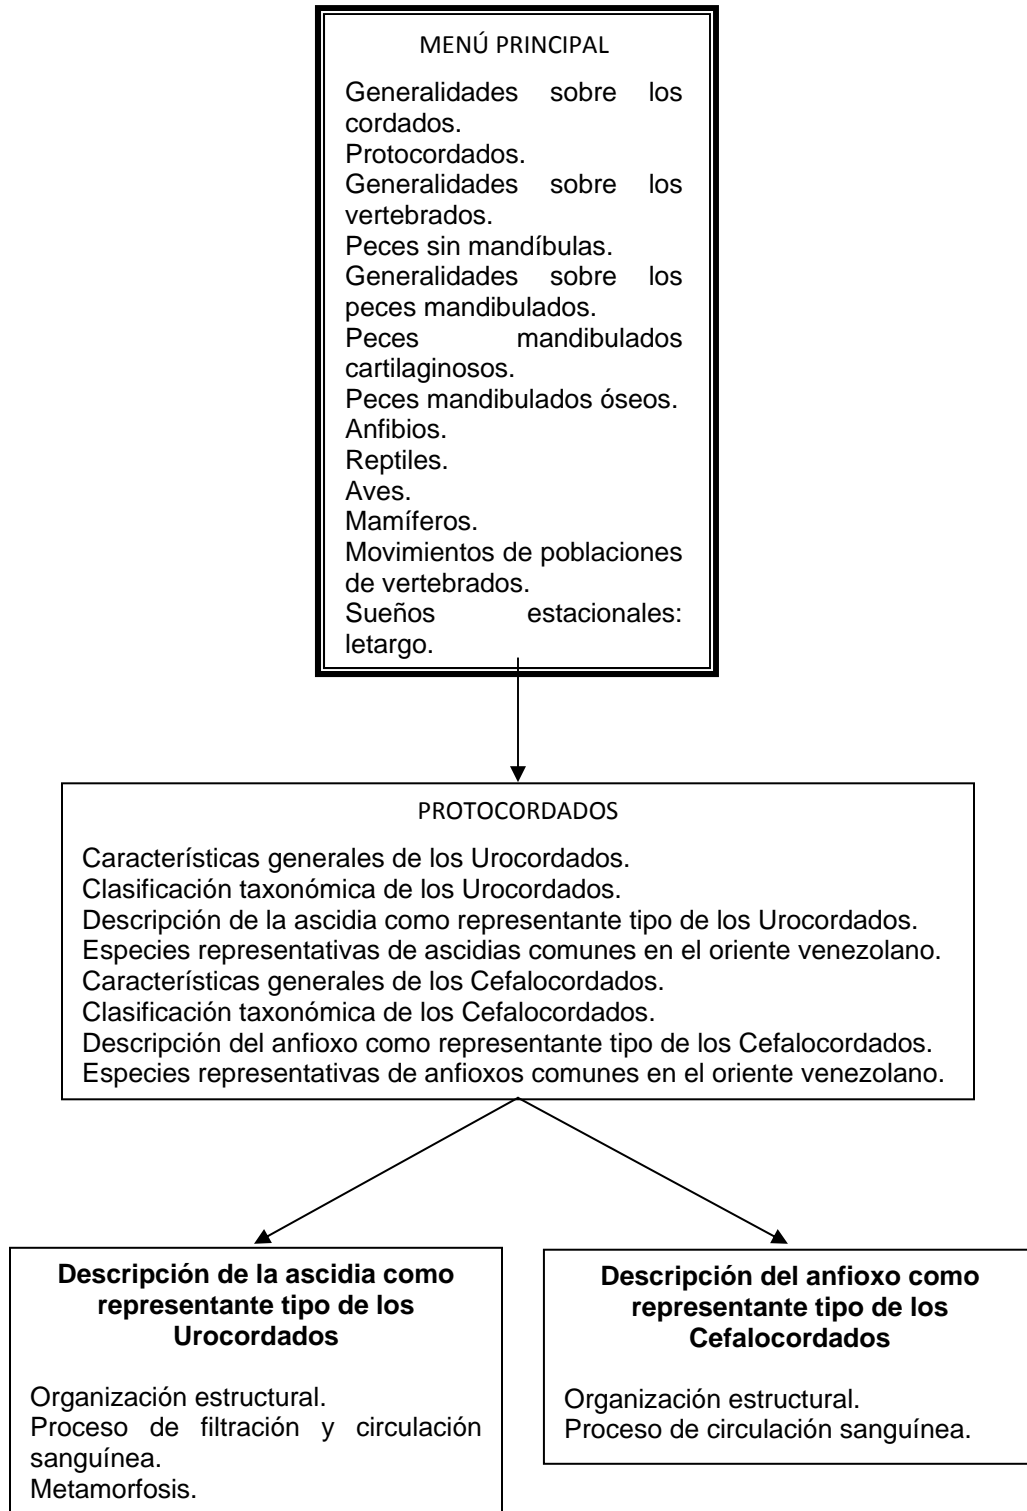 MENÚ PRINCIPAL
Generalidades sobre los
cordados.
Protocordados.
Generalidades sobre los
vertebrados.
Peces sin mandíbulas.
Generalidades sobre los
peces mandibulados.
Peces mandibulados
cartilaginosos.
Peces mandibulados óseos.
Anfibios.
Reptiles.
Aves.
Mamíferos.
Movimientos de poblaciones
de vertebrados.
Sueños estacionales:
letargo.
PROTOCORDADOS
Características generales de los Urocordados.
Clasificación taxonómica de los Urocordados.
Descripción de la ascidia como representante tipo de los Urocordados.
Especies representativas de ascidias comunes en el oriente venezolano.
Características generales de los Cefalocordados.
Clasificación taxonómica de los Cefalocordados.
Descripción del anfioxo como representante tipo de los Cefalocordados.
Especies representativas de anfioxos comunes en el oriente venezolano.
Descripción de la ascidia como
representante tipo de los
Urocordados
Organización estructural.
Proceso de filtración y circulación
sanguínea.
Metamorfosis.
Descripción del anfioxo como
representante tipo de los
Cefalocordados
Organización estructural.
Proceso de circulación sanguínea.